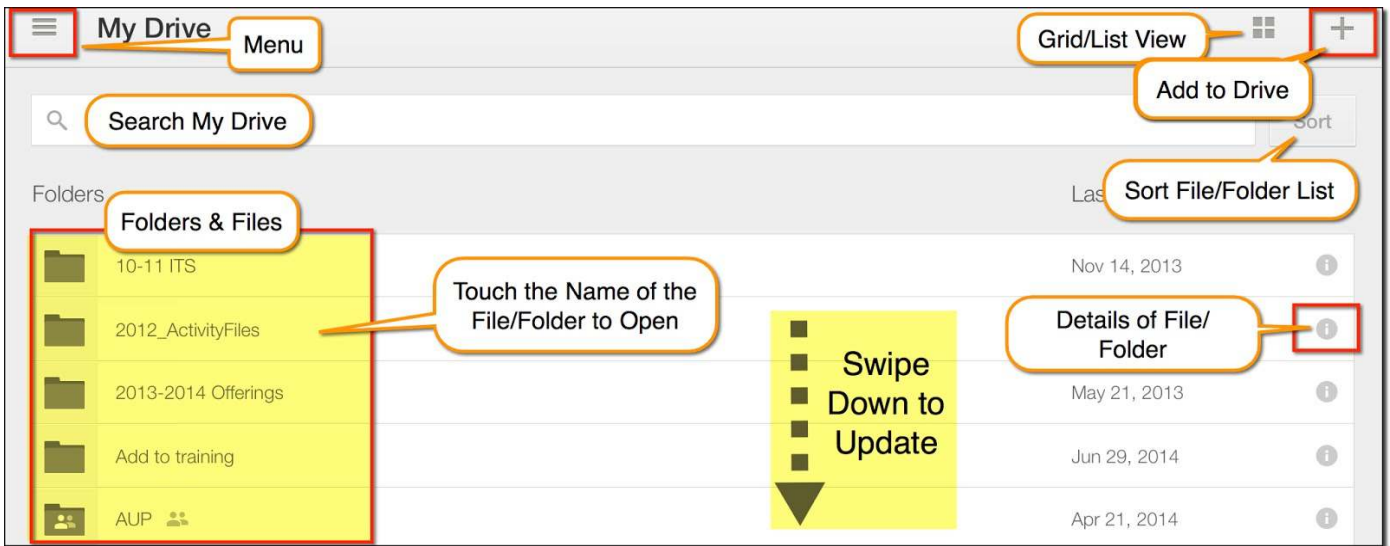 My Drive
Menu
Grid/List View
Add to Drive
Search My Drive
Sort
Folders
Las
Sort File/Folder List
Folders & Files
10-11 ITS
Nov 14, 2013
Touch the Name of the
File/Folder to Open
2012_ActivityFiles
Details of File/
Folder
Swipe
Down to
Update
2013-2014 Offerings
May 21, 2013
Add to training
Jun 29, 2014
AUP
Apr 21, 2014